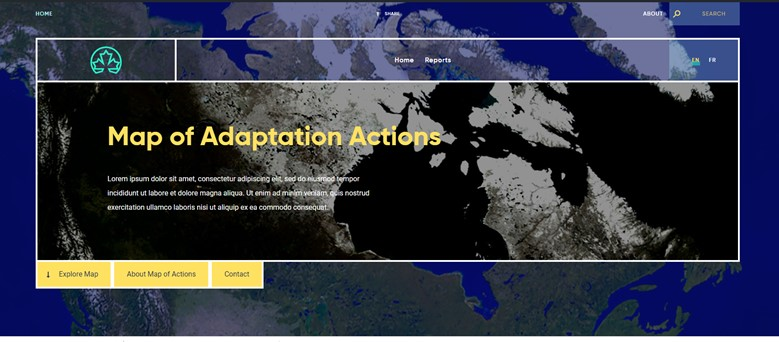 HOME
SHARE
ABOUT
SEARCH
Home Reports
EN FR
Map of Adaptation Actions
Lorem ipsum dolor sit amet, consectetur adipiscing elit, sed do eiusmod tempor
incididunt ut labore et dolore magna aliqua. Ut enim ad minim veniam, quis nostrud
exercitation ullamco laboris nisi ut aliquip ex ea commodo consequat.
Explore Map About Map of Actions Contact